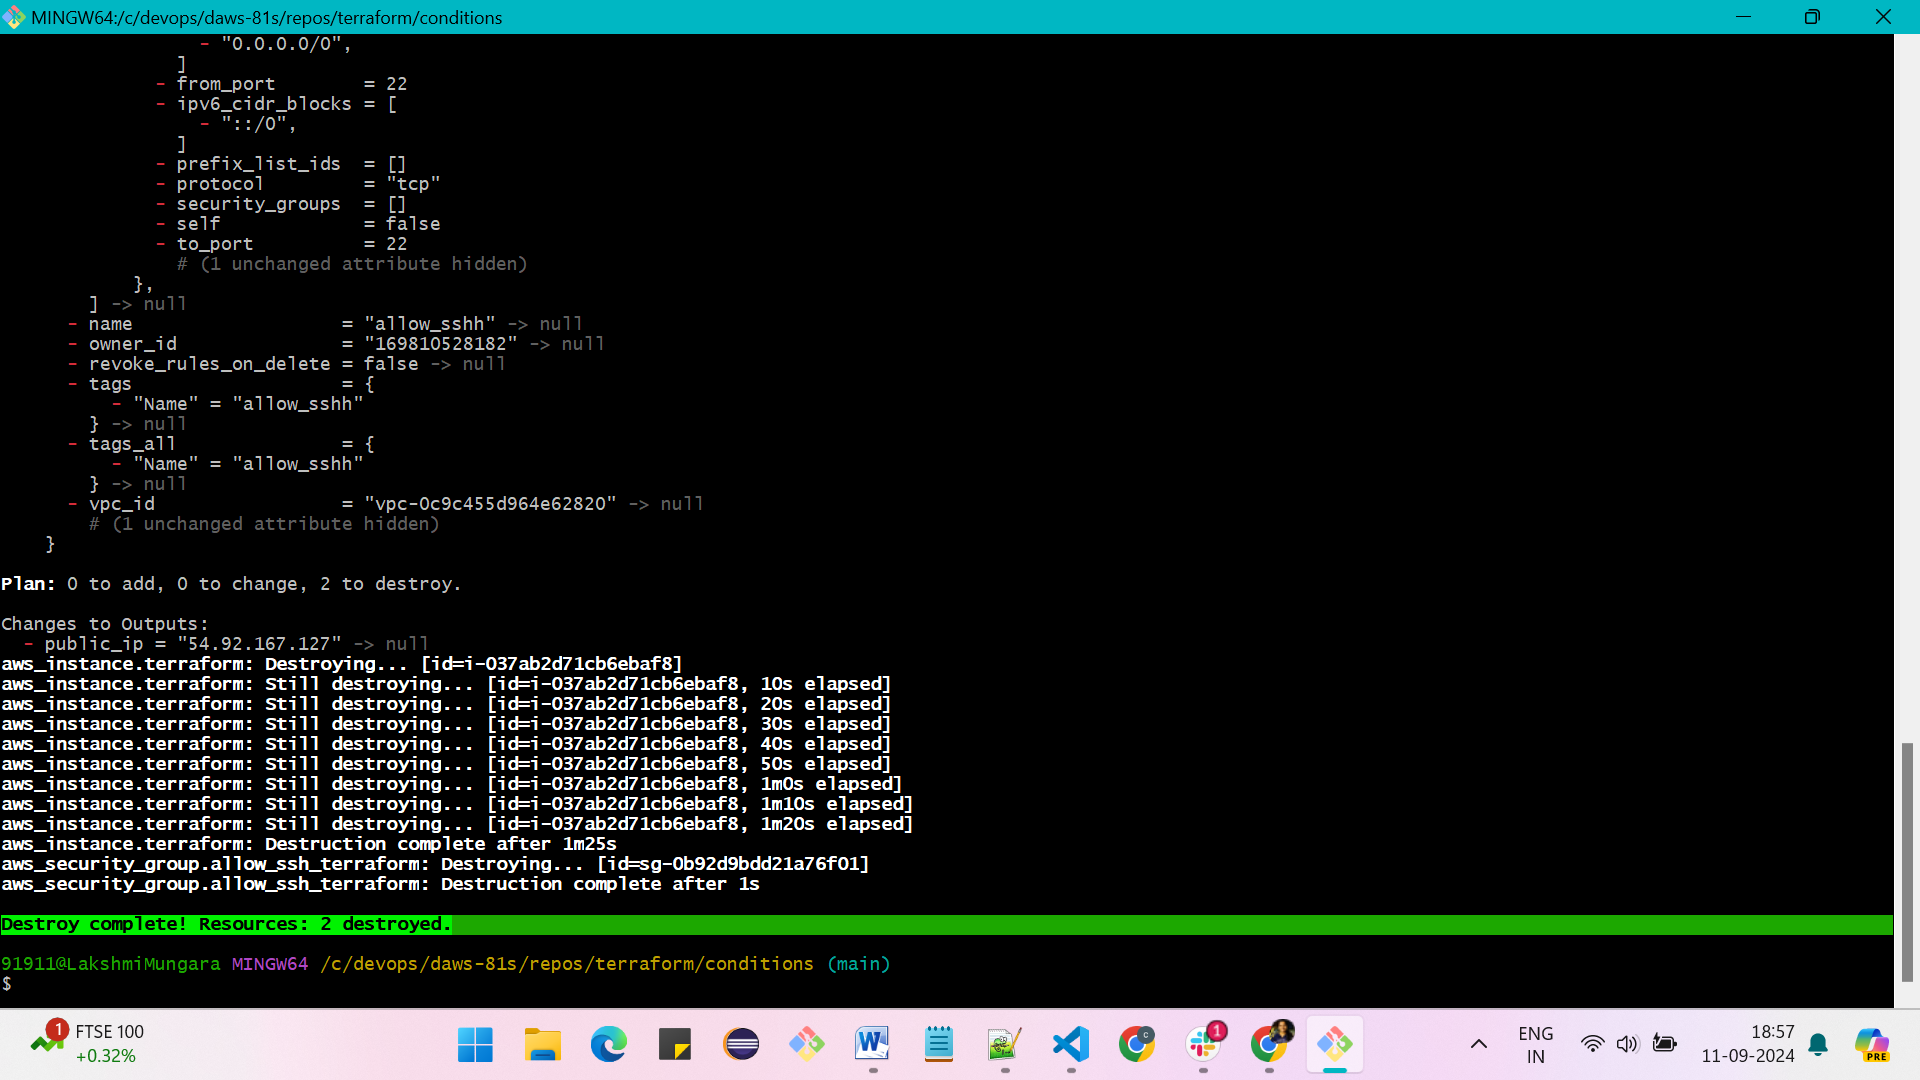 MINGW64:/c/devops/daws-81s/repos/terraform/conditions
                  - "0.0.0.0/0",
                ]
              - from_port        = 22
              - ipv6_cidr_blocks = [
                  - "::/0",
                ]
              - prefix_list_ids  = []
              - protocol         = "tcp"
              - security_groups  = []
              - self             = false
              - to_port          = 22
                # (1 unchanged attribute hidden)
            },
        ] -> null
      - name                   = "allow_sshh" -> null
      - owner_id               = "169810528182" -> null
      - revoke_rules_on_delete = false -> null
      - tags                   = {
          - "Name" = "allow_sshh"
        } -> null
      - tags_all               = {
          - "Name" = "allow_sshh"
        } -> null
      - vpc_id                 = "vpc-0c9c455d964e62820" -> null
        # (1 unchanged attribute hidden)
    }
Plan: 0 to add, 0 to change, 2 to destroy.
Changes to Outputs:
  - public_ip = "54.92.167.127" -> null
aws_instance.terraform: Destroying... [id=i-037ab2d71cb6ebaf8]
aws_instance.terraform: Still destroying... [id=i-037ab2d71cb6ebaf8, 10s elapsed]
aws_instance.terraform: Still destroying... [id=i-037ab2d71cb6ebaf8, 20s elapsed]
aws_instance.terraform: Still destroying... [id=i-037ab2d71cb6ebaf8, 30s elapsed]
aws_instance.terraform: Still destroying... [id=i-037ab2d71cb6ebaf8, 40s elapsed]
aws_instance.terraform: Still destroying... [id=i-037ab2d71cb6ebaf8, 50s elapsed]
aws_instance.terraform: Still destroying... [id=i-037ab2d71cb6ebaf8, 1m0s elapsed]
aws_instance.terraform: Still destroying... [id=i-037ab2d71cb6ebaf8, 1m10s elapsed]
aws_instance.terraform: Still destroying... [id=i-037ab2d71cb6ebaf8, 1m20s elapsed]
aws_instance.terraform: Destruction complete after 1m25s
aws_security_group.allow_ssh_terraform: Destroying... [id=sg-0b92d9bdd21a76f01]
aws_security_group.allow_ssh_terraform: Destruction complete after 1s
Destroy complete! Resources: 2 destroyed.
91911@LakshmiMungara MINGW64 /c/devops/daws-81s/repos/terraform/conditions (main)
$
1
FTSE 100
+0.32%
W
C
1
ENG
IN
18:57
11-09-2024
PRE